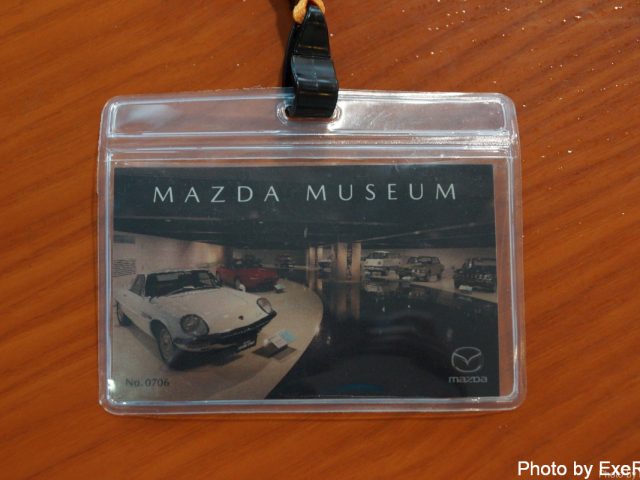 MAZDA MUSEUM
No. 0706
mazda
Photo by ExeR